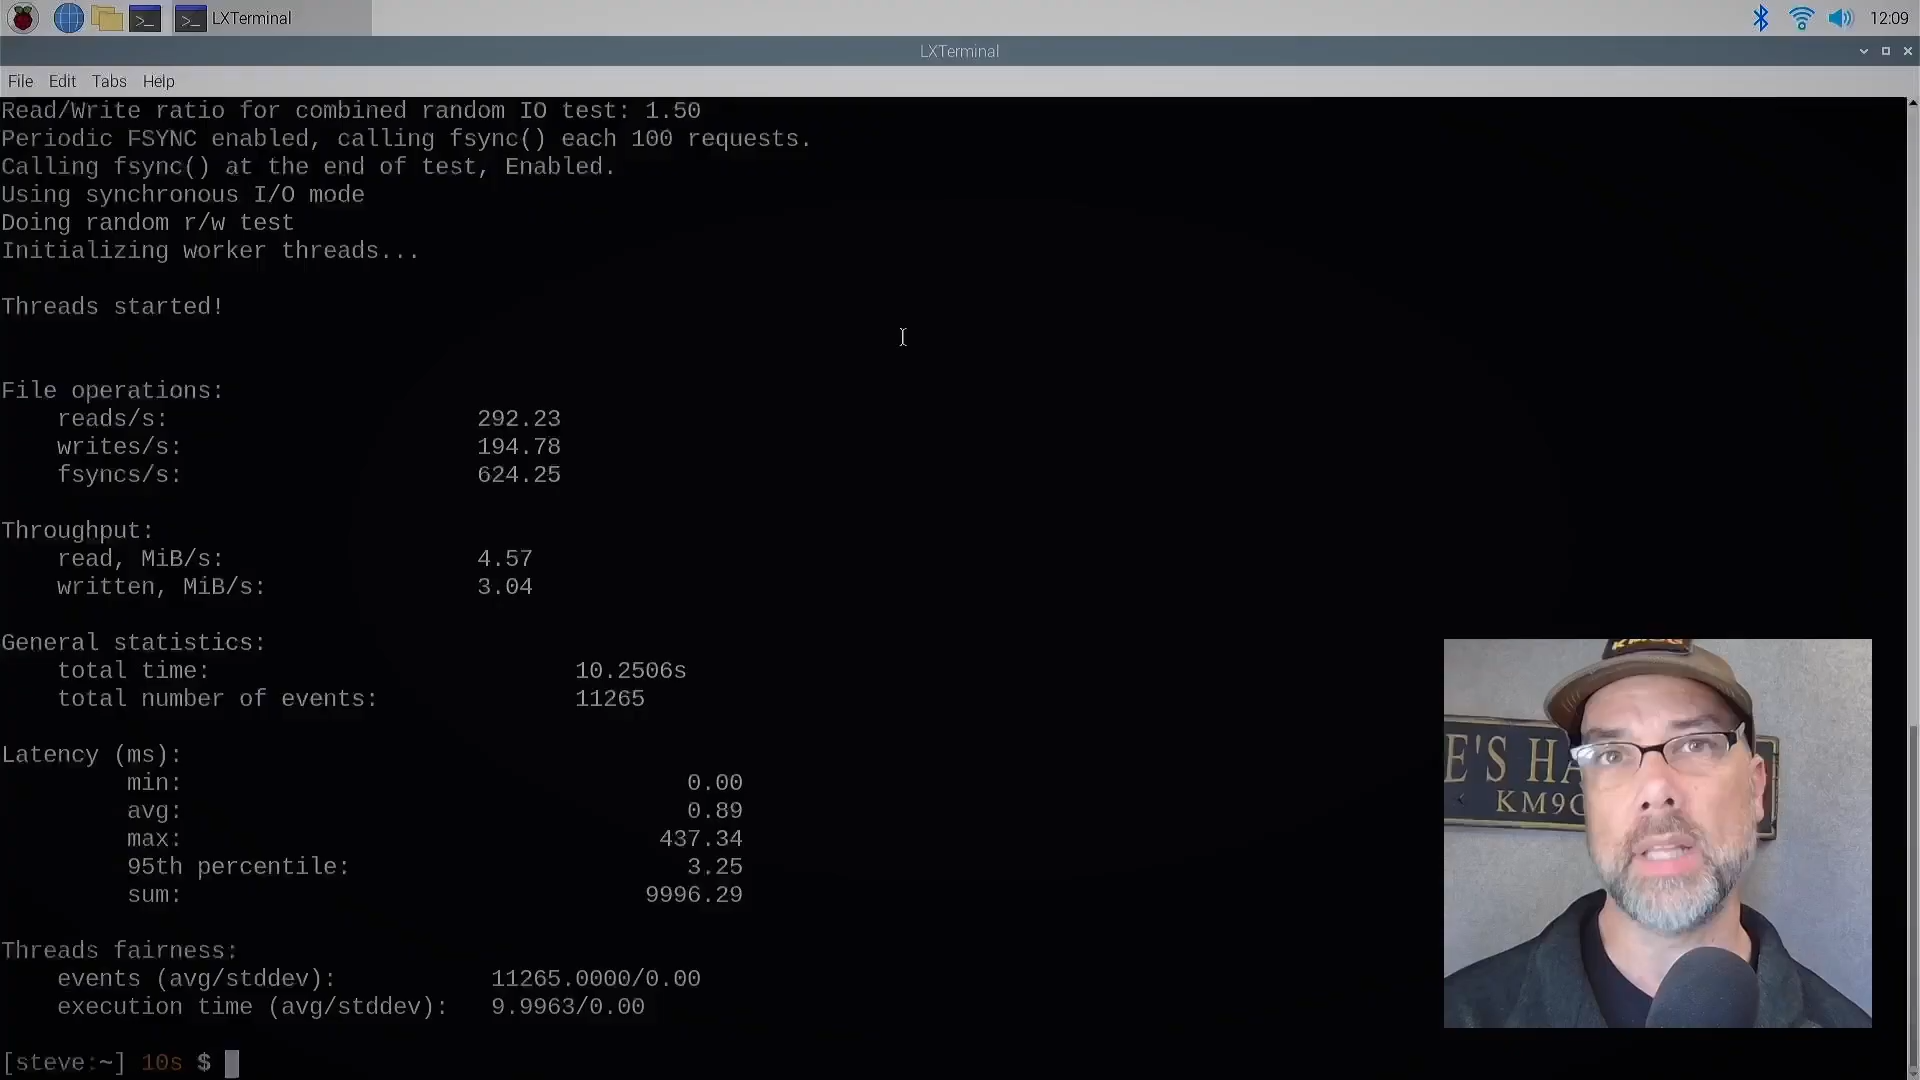 LXTerminal
12:09
LXTerminal
File Edit Tabs Help
Read/Write ratio for combined random IO test: 1.50
Periodic FSYNC enabled, calling fsync() each 100 requests.
Calling fsync() at the end of test, Enabled.
Using synchronous I/O mode
Doing random r/w test
Initializing worker threads...
Threads started!
File operations:
reads/s: 292.23
writes/s: 194.78
fsyncs/s: 624.25
Throughput:
read, MiB/s: 4.57
written, MiB/s: 3.04
General statistics:
total time: 10.2506s
total number of events: 11265
Latency (ms):
min: 0.00
avg: 0.89
max: 437.34
95th percentile: 3.25
sum: 9996.29
Threads fairness:
events (avg/stddev): 11265.0000/0.00
execution time (avg/stddev): 9.9963/0.00
[steve:~] 10s $
E'S HA
KM9